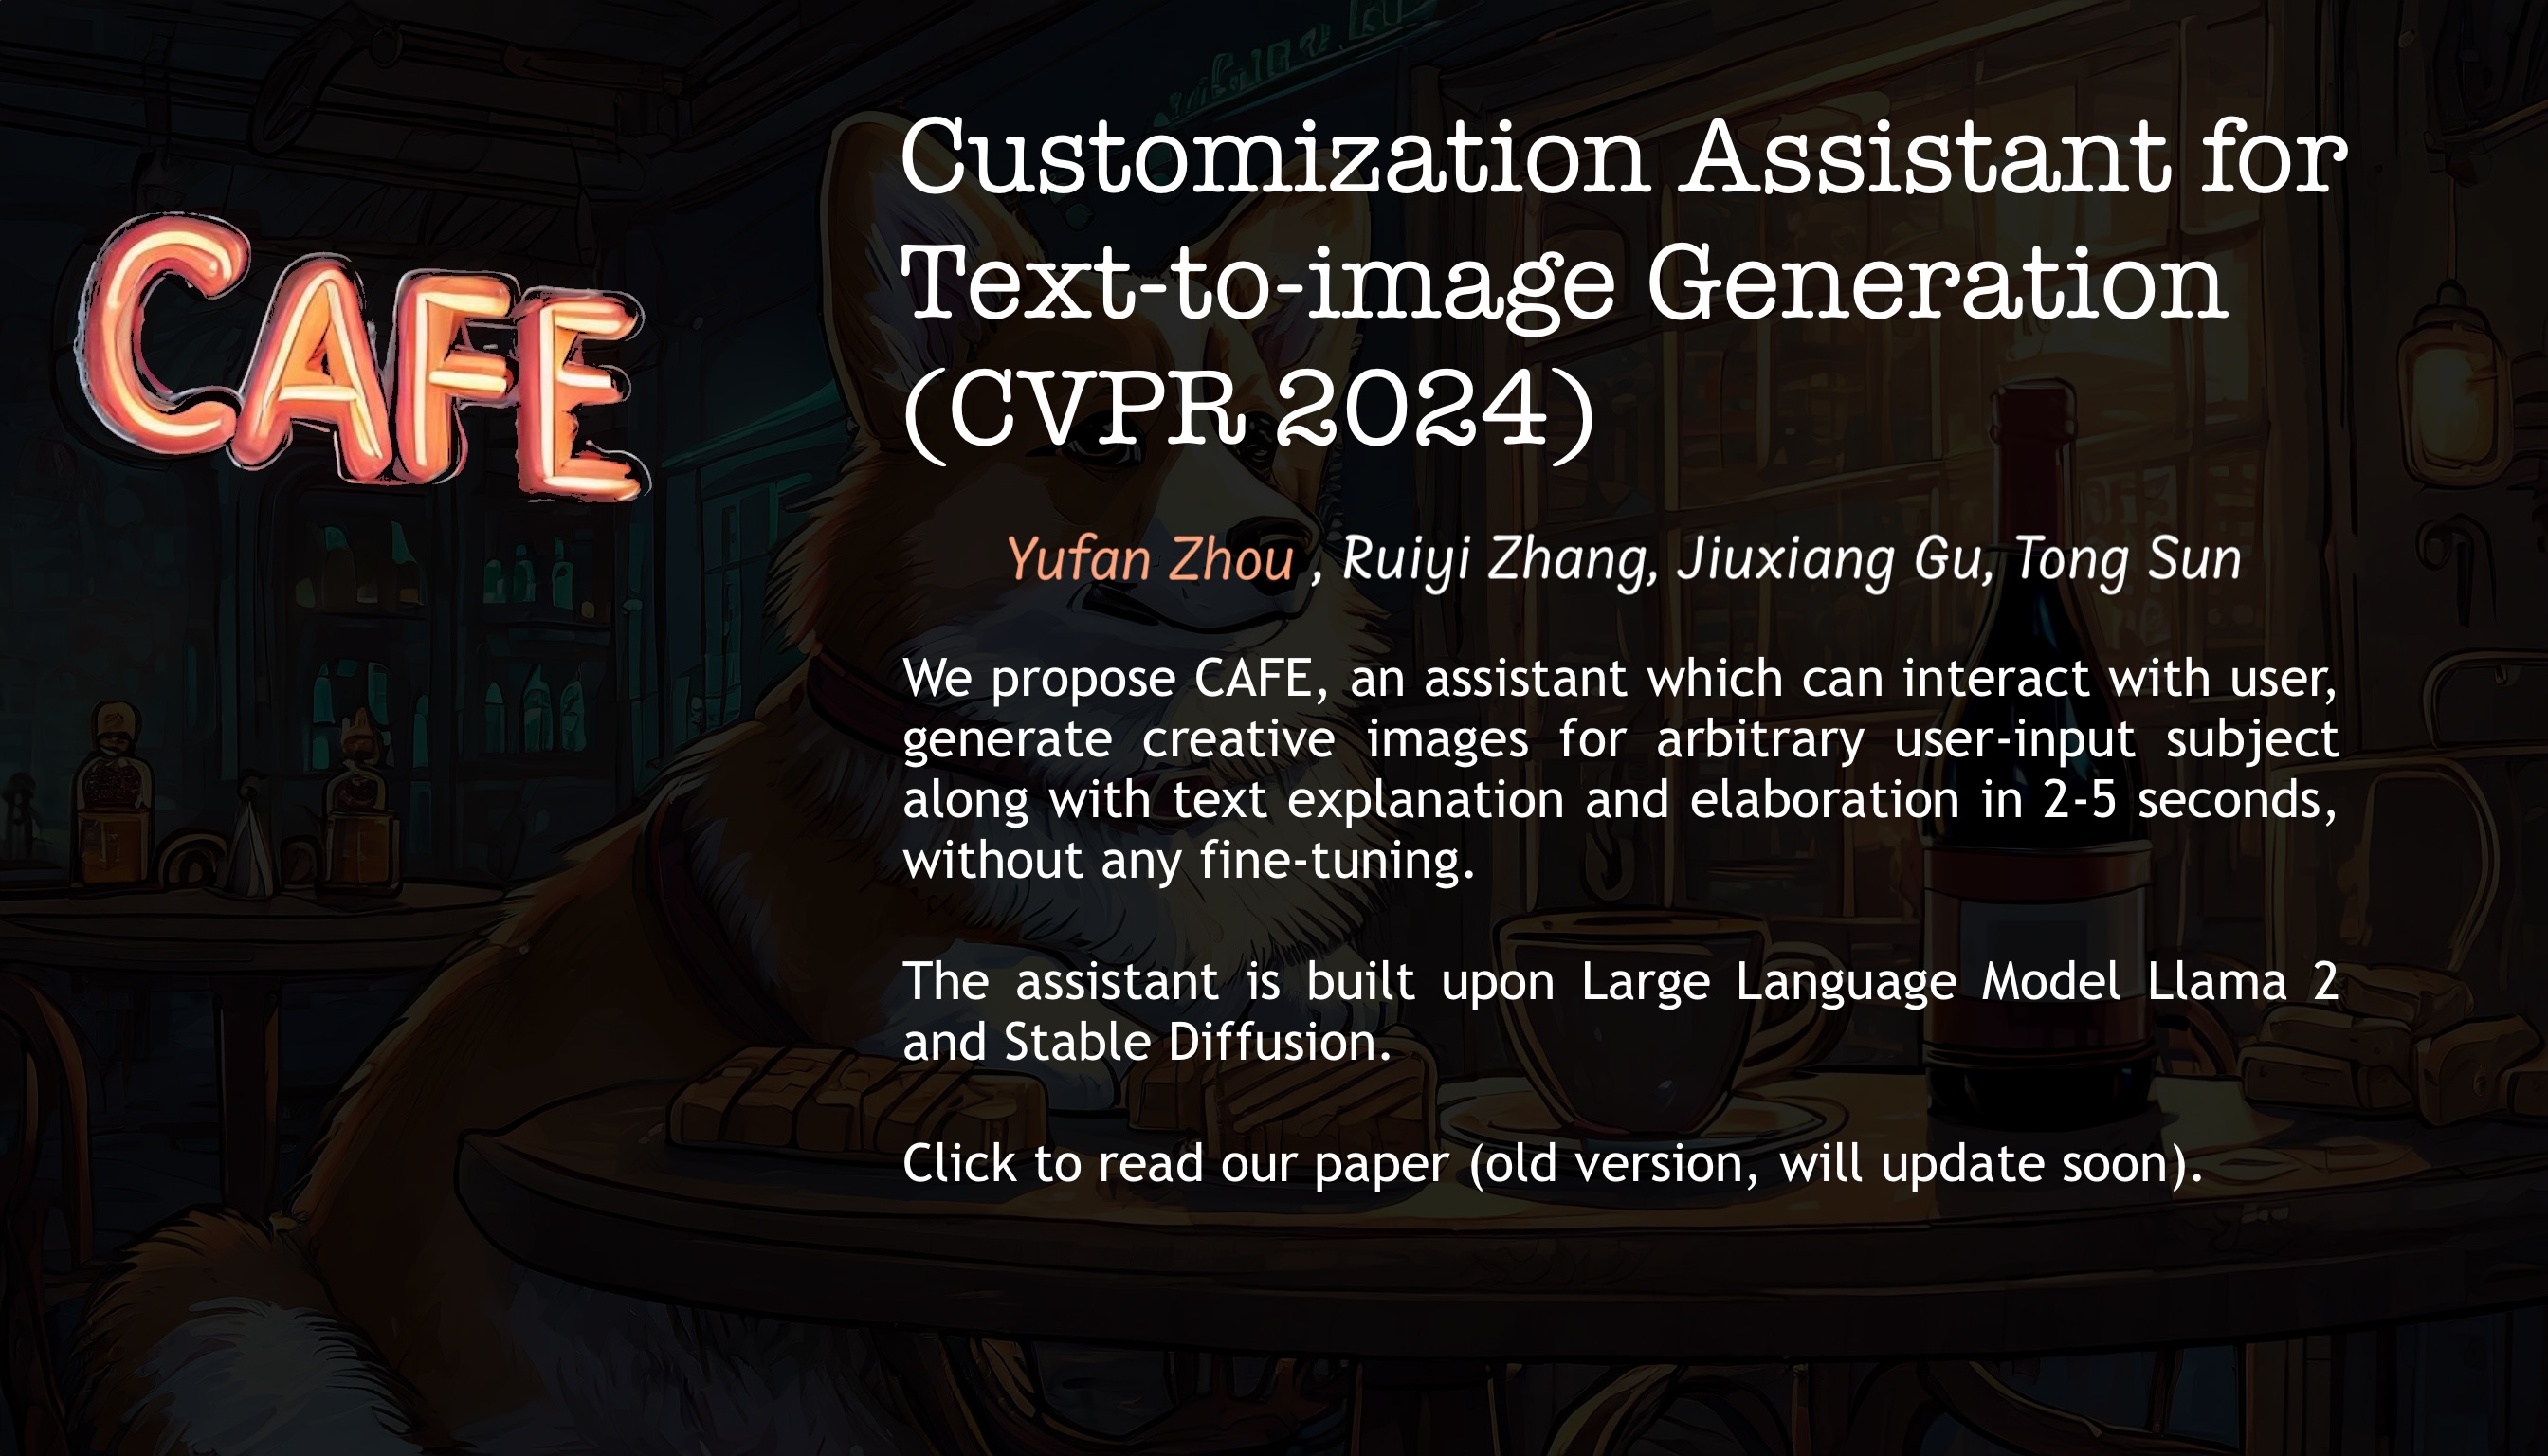 CAFE
Customization Assistant for
Text-to-image Generation
(CVPR 2024)
Yufan Zhou , Ruiyi Zhang, Jiuxiang Gu, Tong Sun
We propose CAFE, an assistant which can interact with user,
generate creative images for arbitrary user-input subject
along with text explanation and elaboration in 2-5 seconds,
without any fine-tuning.
The assistant is built upon Large Language Model Llama 2
and Stable Diffusion.
Click to read our paper (old version, will update soon).